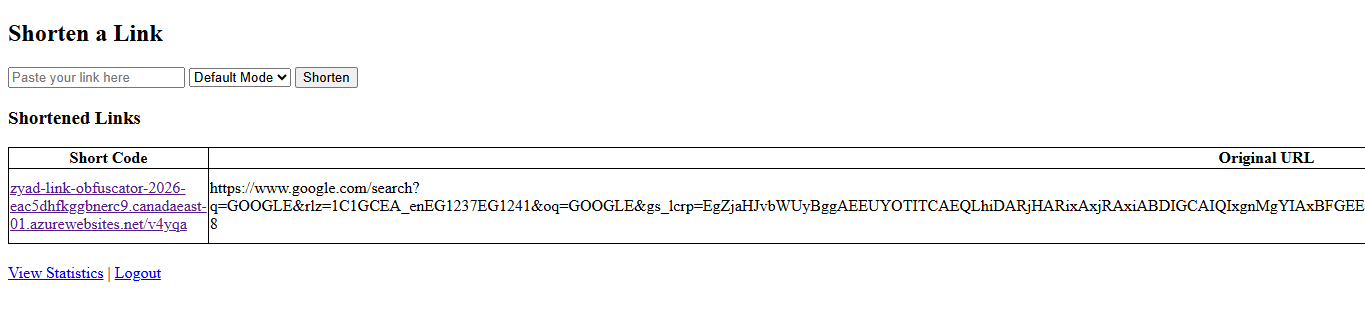 Shorten a Link
Paste your link here Default Mode Shorten
Shortened Links
Short Code Original URL
zyad-link-obfuscator-2026-
eac5dhfkggbnerc9.canadaeast-
01.azurewebsites.net/v4yqa
https://www.google.com/search?
q=GOOGLE&rlz=1C1GCEA_enEG1237EG1241&oq=GOOGLE&gs_lcrp=EgZjaHJvbWUyBggAEEUYOTITCAEQLhiDARjHARixAxjRAxiABDIGCAIQIxgnMgYIAxBFGEE
8
View Statistics | Logout